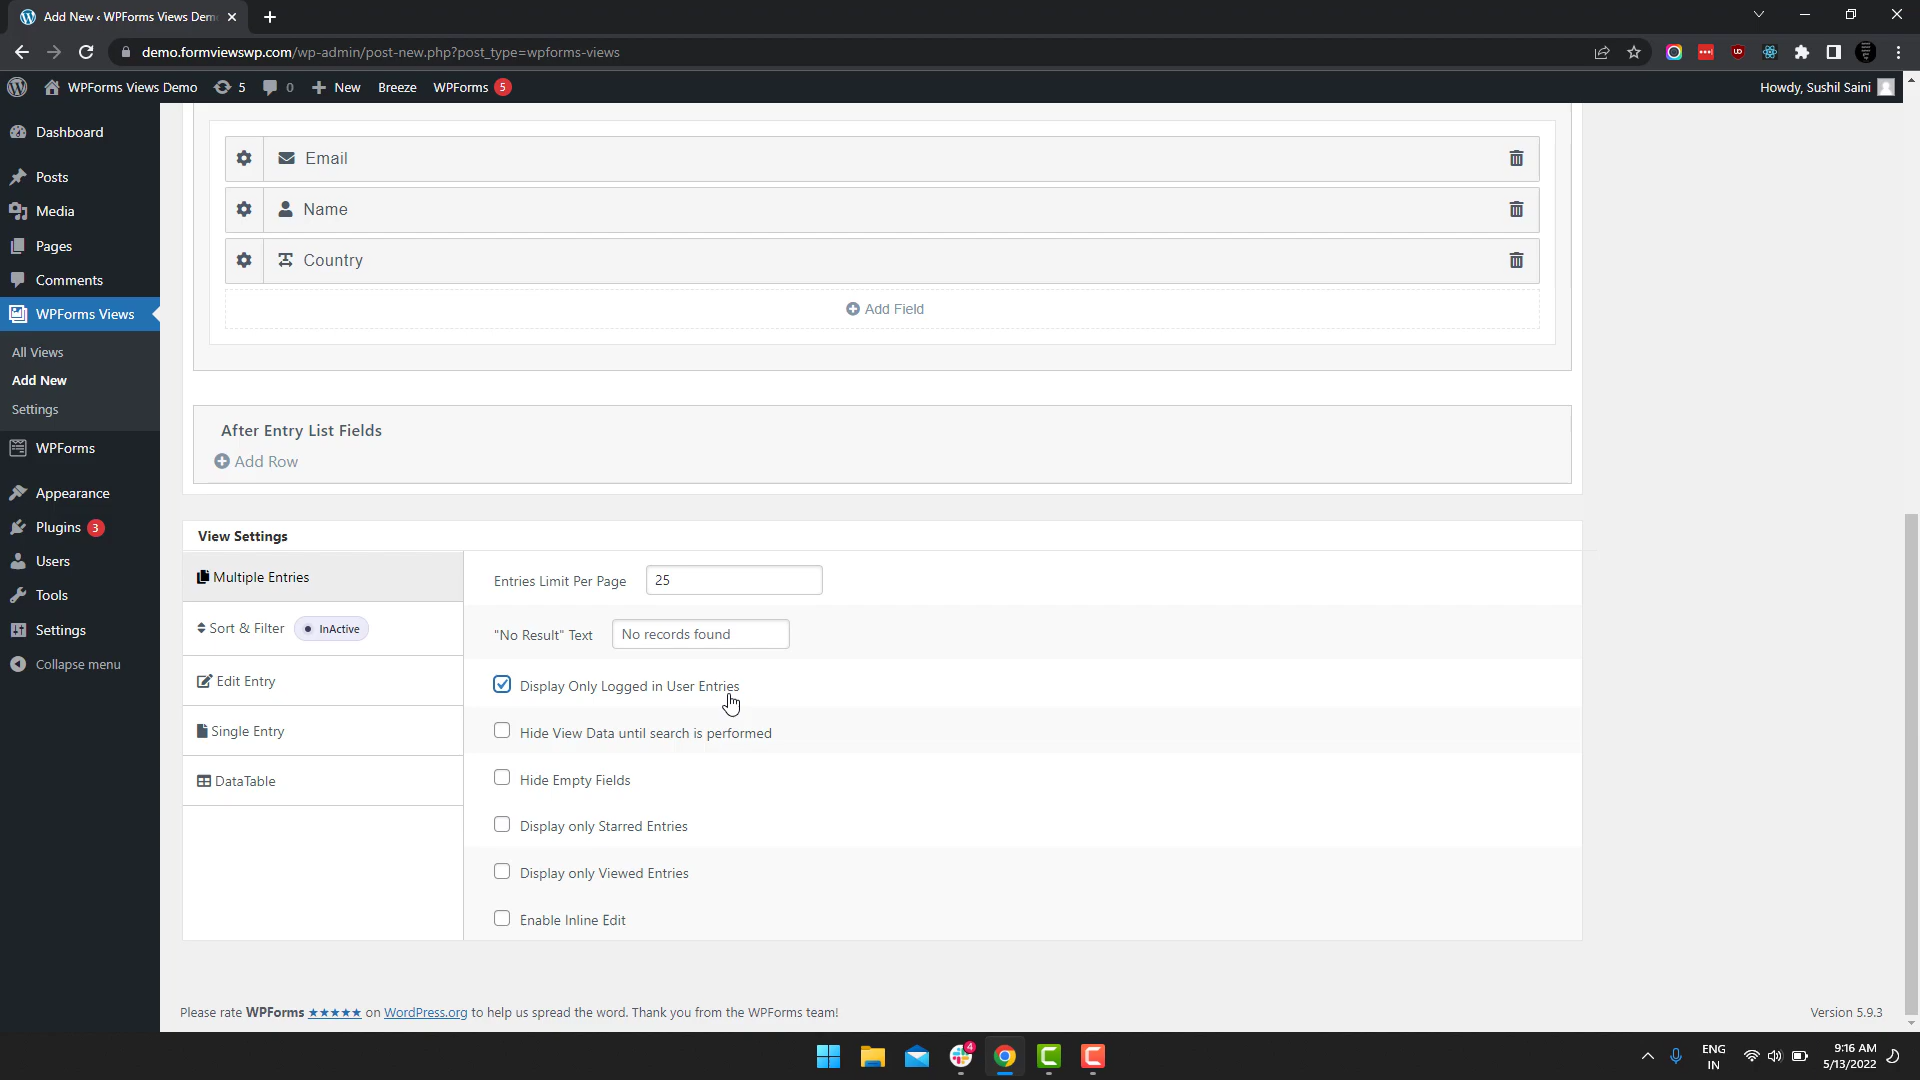 Add New ‹ WPForms Views Dem
demo.formviewswp.com/wp-admin/post-new.php?post_type=wpforms-views
WPForms Views Demo 5 0 New Breeze WPForms 5 Howdy, Sushil Saini
Dashboard
Posts
Media
Pages
Comments
WPForms Views
All Views
Add New
Settings
WPForms
Appearance
Plugins 3
Users
Tools
Settings
Collapse menu
Email
Name
Country
Add Field
After Entry List Fields
Add Row
View Settings
Multiple Entries
Sort & Filter InActive
Edit Entry
Single Entry
DataTable
Entries Limit Per Page 25
"No Result" Text No records found
Display Only Logged in User Entries
Hide View Data until search is performed
Hide Empty Fields
Display only Starred Entries
Display only Viewed Entries
Enable Inline Edit
Please rate WPForms ★★★★★ on WordPress.org to help us spread the word. Thank you from the WPForms team!
Version 5.9.3
4
ENG
IN
9:16 AM
5/13/2022